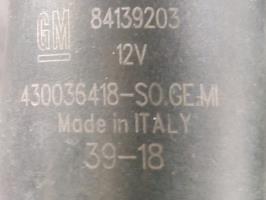 GM 84139203
12V
430036418-SO.GE.MI
Made in ITALY
39-18